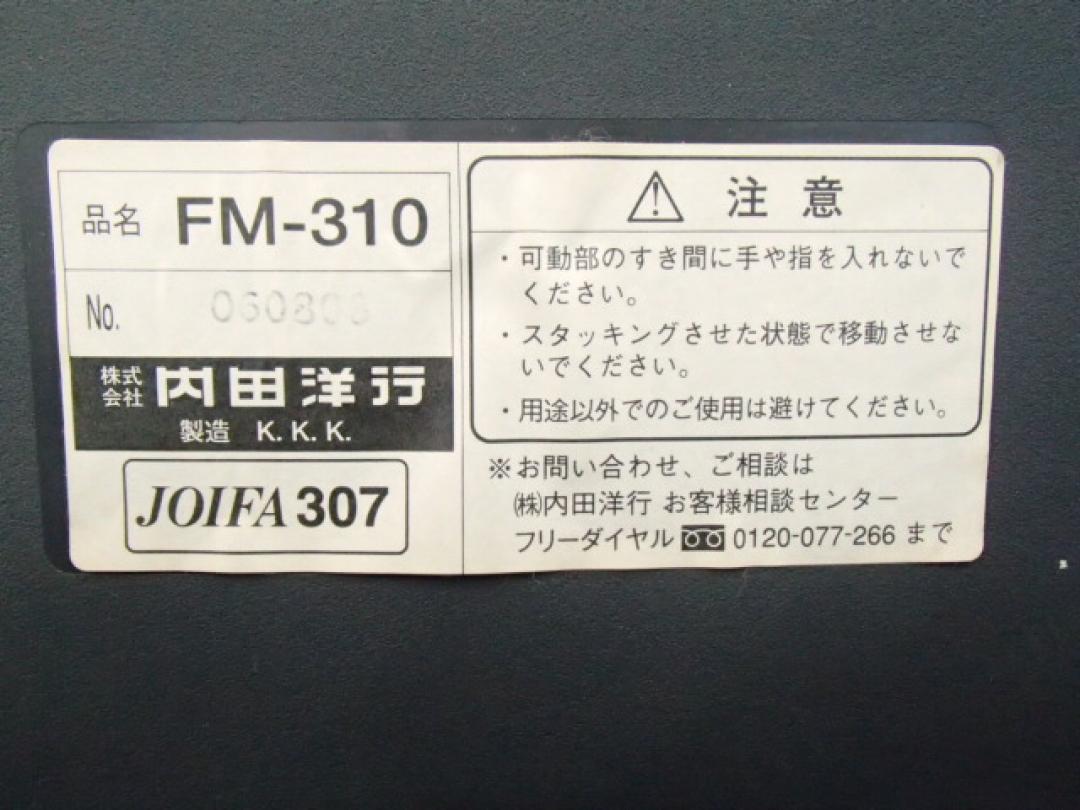 品名 FM-310
No.
株式会社 内田洋行
製造 K. K. K.
JOIFA 307
⚠ 注意
・可動部のすき間に手や指を入れないで
ください。
・スタッキングさせた状態で移動させな
いでください。
・用途以外でのご使用は避けてください。
※お問い合わせ、ご相談は
㈱内田洋行 お客様相談センター
フリーダイヤル 0120-077-266 まで